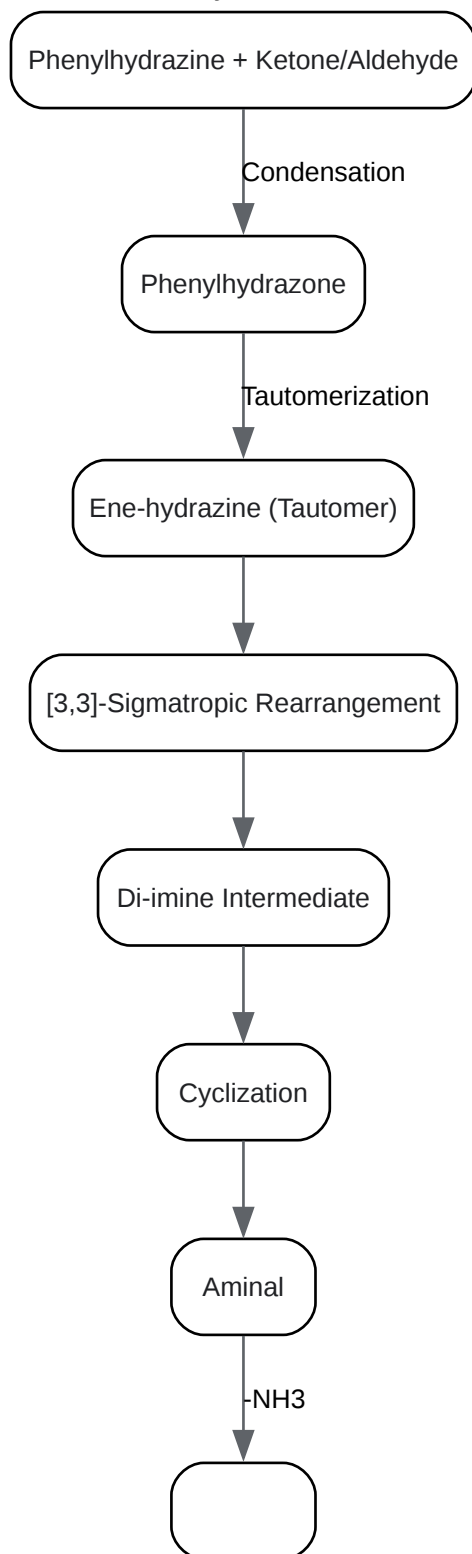 Phenylhydrazine + Ketone/Aldehyde
Condensation
Phenylhydrazone
Tautomerization
Ene-hydrazine (Tautomer)
[3,3]-Sigmatropic Rearrangement
Di-imine Intermediate
Cyclization
Aminal
-NH3